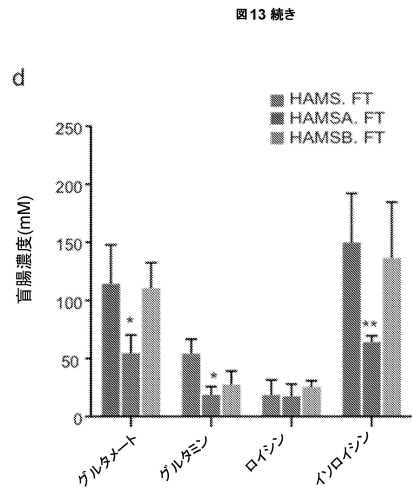 図13 続き
d
HAMS. FT
HAMSA. FT
HAMSB. FT
250
200
150
100
50
0
盲腸濃度(mM)
*
*
**
グルタメート
グルタミン
ロイシン
イソロイシン